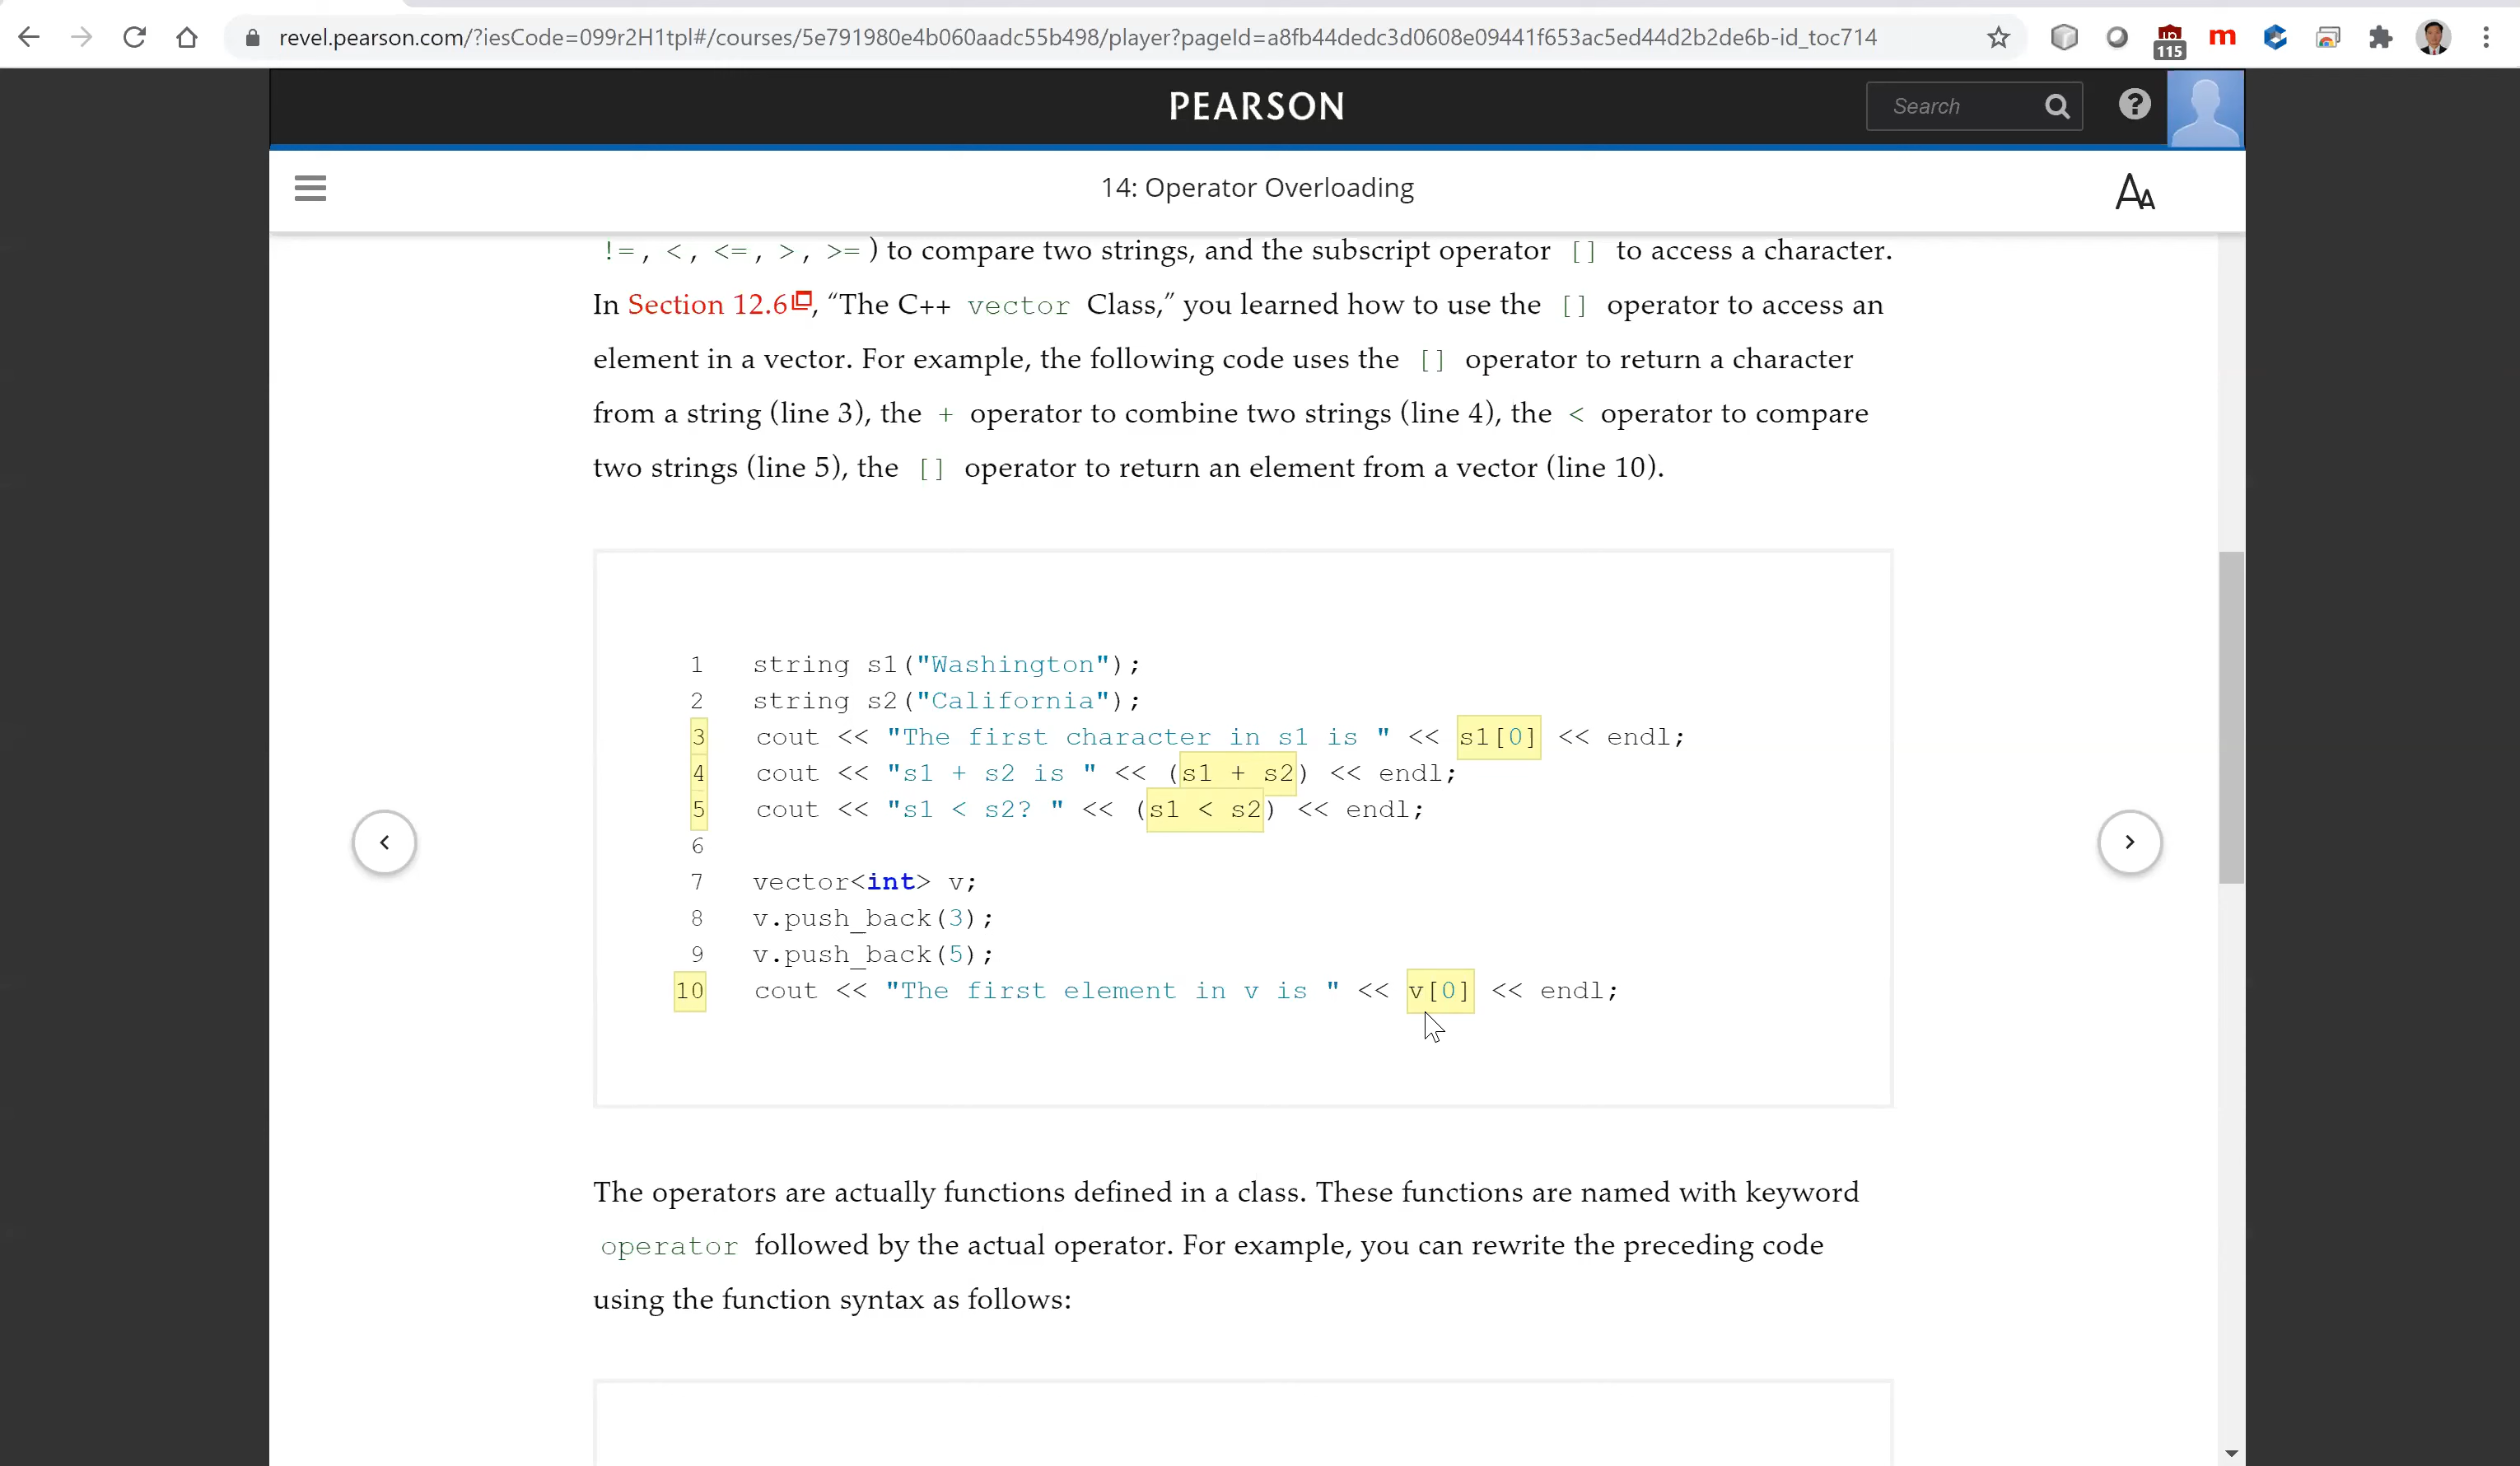 revel.pearson.com/?iesCode=099r2H1tpl#/courses/5e791980e4b060aadc55b498/player?pageId=a8fb44dedc3d0608e09441f653ac5ed44d2b2de6b-id_toc714
115
m
PEARSON
Search
?
14: Operator Overloading
AA
!=, <, <=, >, >= ) to compare two strings, and the subscript operator [] to access a character.
In Section 12.6, “The C++ vector Class,” you learned how to use the [] operator to access an
element in a vector. For example, the following code uses the [] operator to return a character
from a string (line 3), the + operator to combine two strings (line 4), the < operator to compare
two strings (line 5), the [] operator to return an element from a vector (line 10).
1 string s1("Washington");
2 string s2("California");
3 cout << "The first character in s1 is " << s1[0] << endl;
4 cout << "s1 + s2 is " << (s1 + s2) << endl;
5 cout << "s1 < s2? " << (s1 < s2) << endl;
6
7 vector<int> v;
8 v.push_back(3);
9 v.push_back(5);
10 cout << "The first element in v is " << v[0] << endl;
The operators are actually functions defined in a class. These functions are named with keyword
operator followed by the actual operator. For example, you can rewrite the preceding code
using the function syntax as follows: